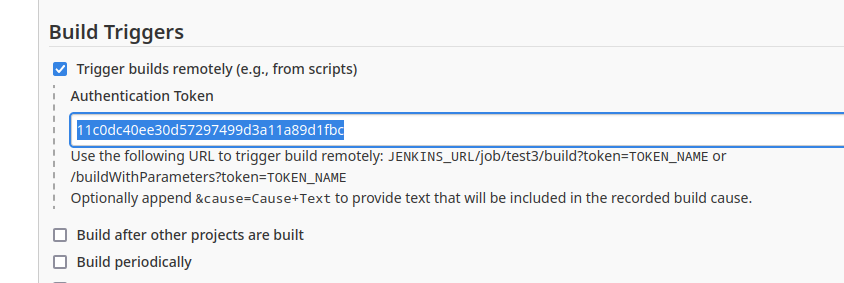 Build Triggers
Trigger builds remotely (e.g., from scripts)
Authentication Token
11c0dc40ee30d57297499d3a11a89d1fbc
Use the following URL to trigger build remotely: JENKINS_URL/job/test3/build?token=TOKEN_NAME or
/buildWithParameters?token=TOKEN_NAME
Optionally append &cause=Cause+Text to provide text that will be included in the recorded build cause.
Build after other projects are built
Build periodically